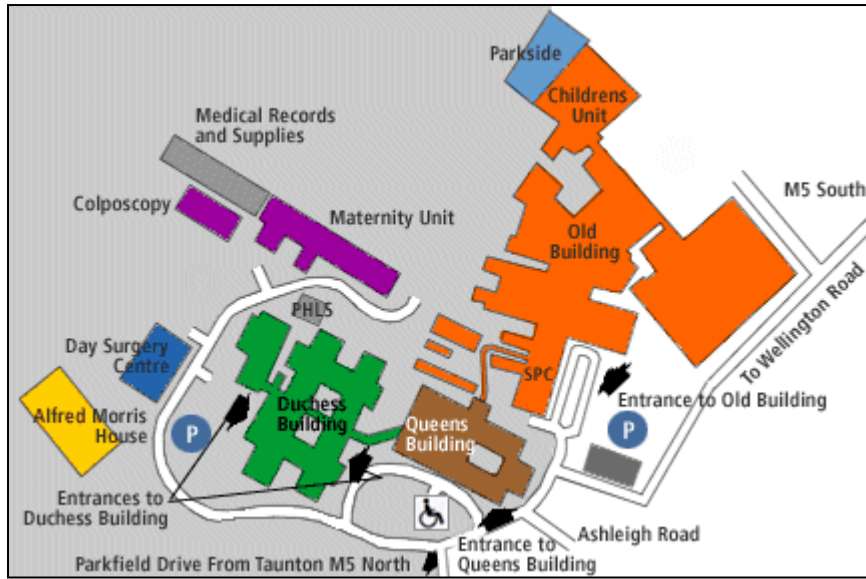 Parkside
Childrens
Unit
Medical Records
and Supplies
M5 South
Colposcopy
Maternity Unit
Old
Building
PHLS
To Wellington Road
Day Surgery
Centre
SPC
Entrance to Old Building
Duchess
Building
Alfred Morris
House
Queens
Building
P
P
Entrances to
Duchess Building
Ashleigh Road
Entrance to
Queens Building
Parkfield Drive From Taunton M5 North